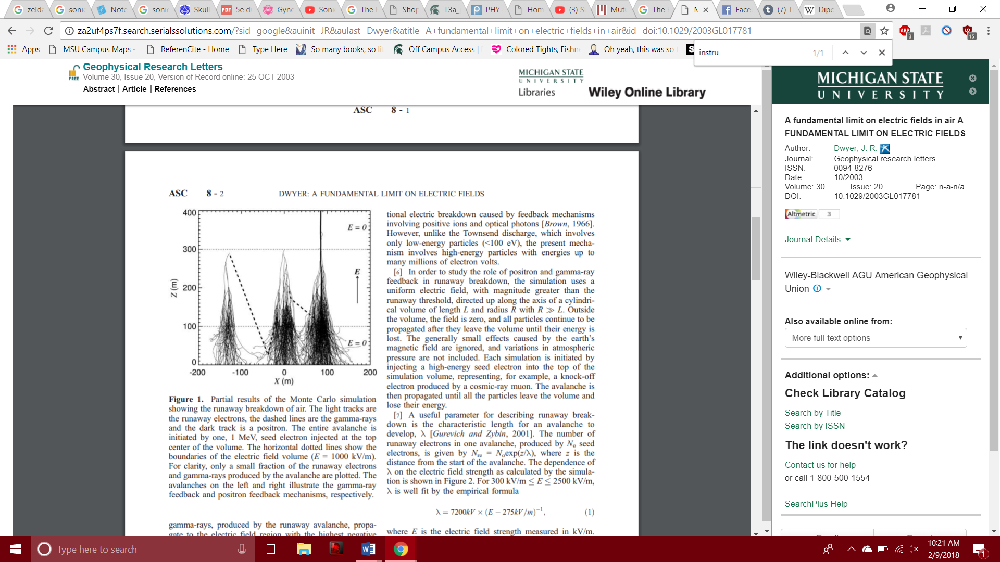 zelda
sonic
Note
sonic
Skull
5e d
Gync
Soni
The
Shop
T3a_
PHY
Hom
(3) S
Mutu
The
Face
(7) T
Dipo
za2uf4ps7f.search.serialssolutions.com/?sid=google&auinit=JR&aulast=Dwyer&atitle=A+fundamental+limit+on+electric+fields+in+air&id=doi:10.1029/2003GL017781
ABP 3
15
Apps
MSU Campus Maps -
ReferenCite - Home
Type Here
So many books, so lit
Off Campus Access |
Colored Tights, Fishn
Oh yeah, this was so
S
instru 1/1
FREE
Geophysical Research Letters
Volume 30, Issue 20, Version of Record online: 25 OCT 2003
Abstract | Article | References
MICHIGAN STATE
UNIVERSITY
Libraries
Wiley Online Library
ASC 8 - 1
ASC 8 - 2 DWYER: A FUNDAMENTAL LIMIT ON ELECTRIC FIELDS
400
300
200
100
0
Z (m)
-200 -100 0 100 200
X (m)
E = 0
E
E = 0
Figure 1. Partial results of the Monte Carlo simulation
showing the runaway breakdown of air. The light tracks are
the runaway electrons, the dashed lines are the gamma-rays
and the dark track is a positron. The entire avalanche is
initiated by one, 1 MeV, seed electron injected at the top
center of the volume. The horizontal dotted lines show the
boundaries of the electric field volume (E = 1000 kV/m).
For clarity, only a small fraction of the runaway electrons
and gamma-rays produced by the avalanche are plotted. The
avalanches on the left and right illustrate the gamma-ray
feedback and positron feedback mechanisms, respectively.
gamma-rays, produced by the runaway avalanche, propa-
gate to the electric field region with the highest negative
tional electric breakdown caused by feedback mechanisms
involving positive ions and optical photons [Brown, 1966].
However, unlike the Townsend discharge, which involves
only low-energy particles (<100 eV), the present mecha-
nism involves high-energy particles with energies up to
many millions of electron volts.
[6] In order to study the role of positron and gamma-ray
feedback in runaway breakdown, the simulation uses a
uniform electric field, with magnitude greater than the
runaway threshold, directed up along the axis of a cylindri-
cal volume of length L and radius R with R ≫ L. Outside
the volume, the field is zero, and all particles continue to be
propagated after they leave the volume until their energy is
lost. The generally small effects caused by the earth's
magnetic field are ignored, and variations in atmospheric
pressure are not included. Each simulation is initiated by
injecting a high-energy seed electron into the top of the
simulation volume, representing, for example, a knock-off
electron produced by a cosmic-ray muon. The avalanche is
then propagated until all the particles leave the volume and
lose their energy.
[7] A useful parameter for describing runaway break-
down is the characteristic length for an avalanche to
develop, λ [Gurevich and Zybin, 2001]. The number of
runaway electrons in one avalanche, produced by Nₒ seed
electrons, is given by Nre = Nₒexp(z/λ), where z is the
distance from the start of the avalanche. The dependence of
λ on the electric field strength as calculated by the simula-
tion is shown in Figure 2. For 300 kV/m ≤ E ≤ 2500 kV/m,
λ is well fit by the empirical formula
λ = 7200kV × (E − 275kV/m)⁻¹, (1)
where E is the electric field strength measured in kV/m.
MICHIGAN STATE
UNIVERSITY
A fundamental limit on electric fields in air A
FUNDAMENTAL LIMIT ON ELECTRIC FIELDS
Author: Dwyer, J. R.
Journal: Geophysical research letters
ISSN: 0094-8276
Date: 10/2003
Volume: 30 Issue: 20 Page: n-a-n/a
DOI: 10.1029/2003GL017781
Altmetric 3
Journal Details
Wiley-Blackwell AGU American Geophysical
Union
Also available online from:
More full-text options
Additional options:
Check Library Catalog
Search by Title
Search by ISSN
The link doesn't work?
Contact us for help
or call 1-800-500-1554
SearchPlus Help
Type here to search
10:21 AM
2/9/2018
1